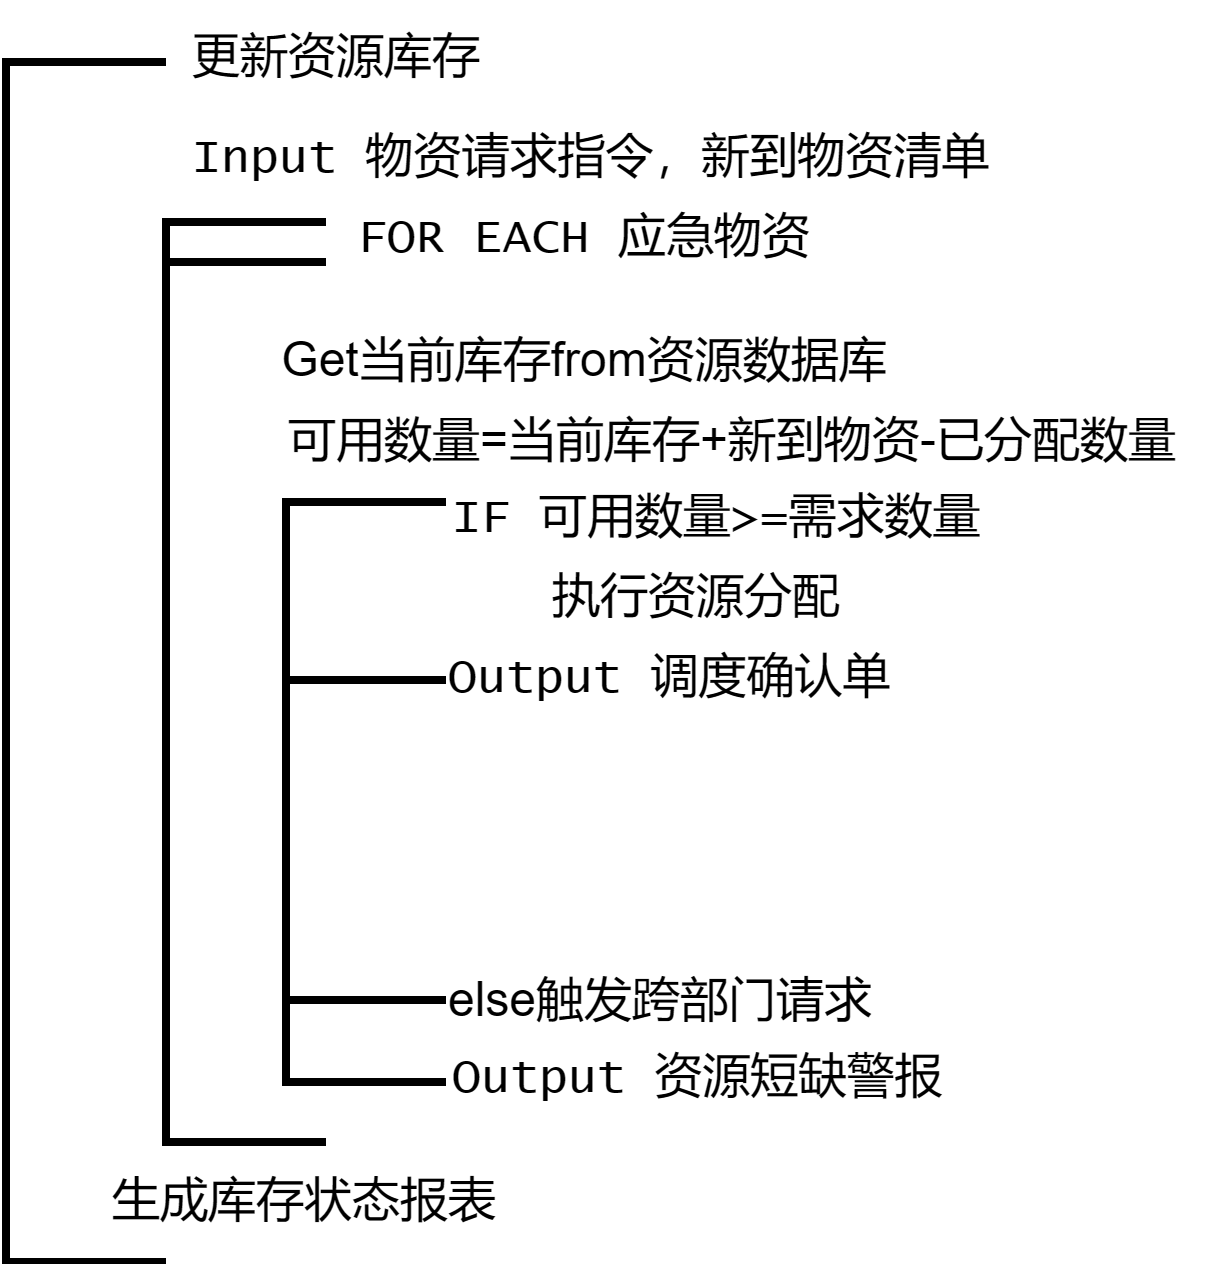 更新资源库存
Input 物资请求指令，新到物资清单
FOR EACH 应急物资
Get当前库存from资源数据库
可用数量=当前库存+新到物资-已分配数量
IF 可用数量>=需求数量
执行资源分配
Output 调度确认单
else触发跨部门请求
Output 资源短缺警报
生成库存状态报表